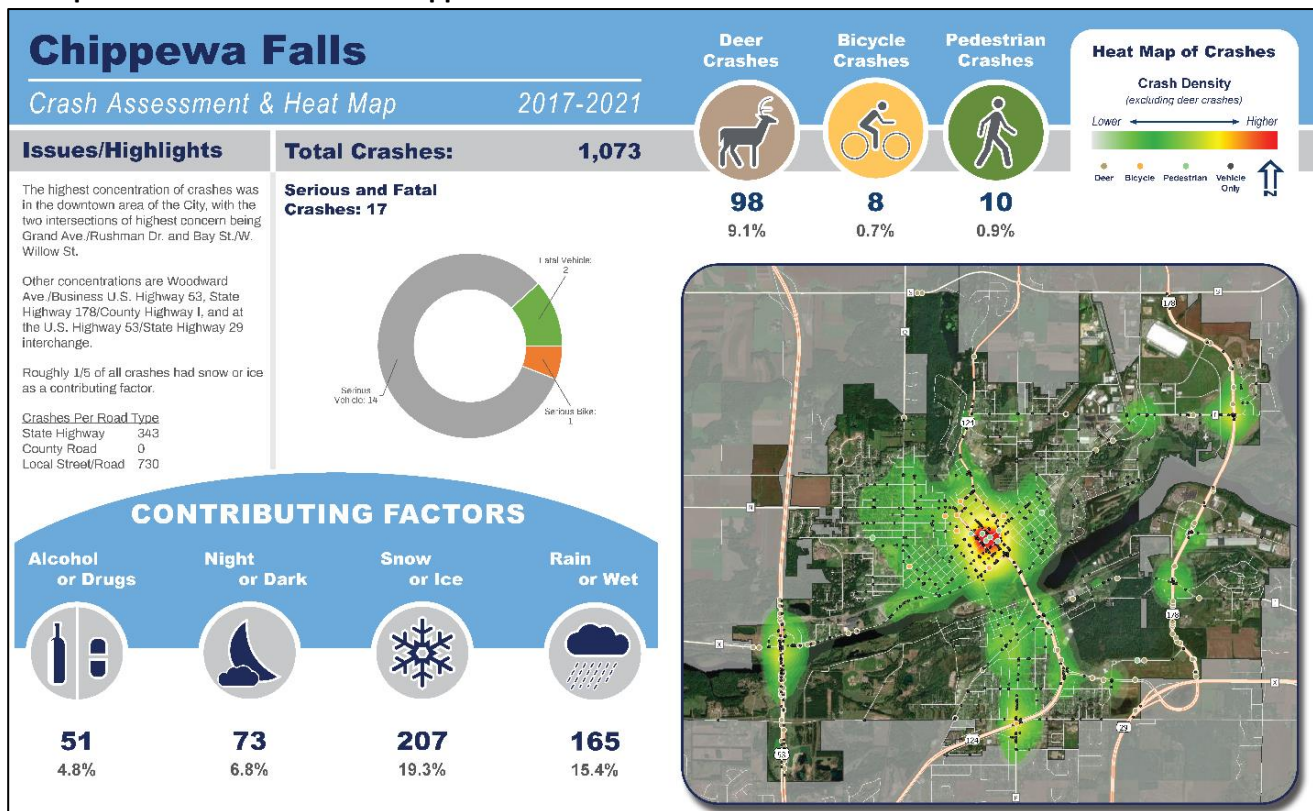 Chippewa Falls
Crash Assessment & Heat Map 2017-2021
Issues/Highlights
The highest concentration of crashes was
in the downtown area of the City, with the
two intersections of highest concern being
Grand Ave./Rushman Dr. and Bay St./W.
Willow St.
Other concentrations are Woodward
Ave./Business U.S. Highway 53, State
Highway 178/County Highway I, and at
the U.S. Highway 53/State Highway 29
interchange.
Roughly 1/5 of all crashes had snow or ice
as a contributing factor.
Crashes Per Road Type
State Highway 343
County Road 0
Local Street/Road 730
Total Crashes: 1,073
Serious and Fatal
Crashes: 17
Fatal Vehicle:
2
Serious
Vehicle: 14
Serious Bike:
1
Deer
Crashes
98
9.1%
Bicycle
Crashes
8
0.7%
Pedestrian
Crashes
10
0.9%
Heat Map of Crashes
Crash Density
(excluding deer crashes)
Lower Higher
Deer
Bicycle
Pedestrian
Vehicle
Only
N
CONTRIBUTING FACTORS
Alcohol
or Drugs
51
4.8%
Night
or Dark
73
6.8%
Snow
or Ice
207
19.3%
Rain
or Wet
165
15.4%
178
124
178
X
X
53
124
29